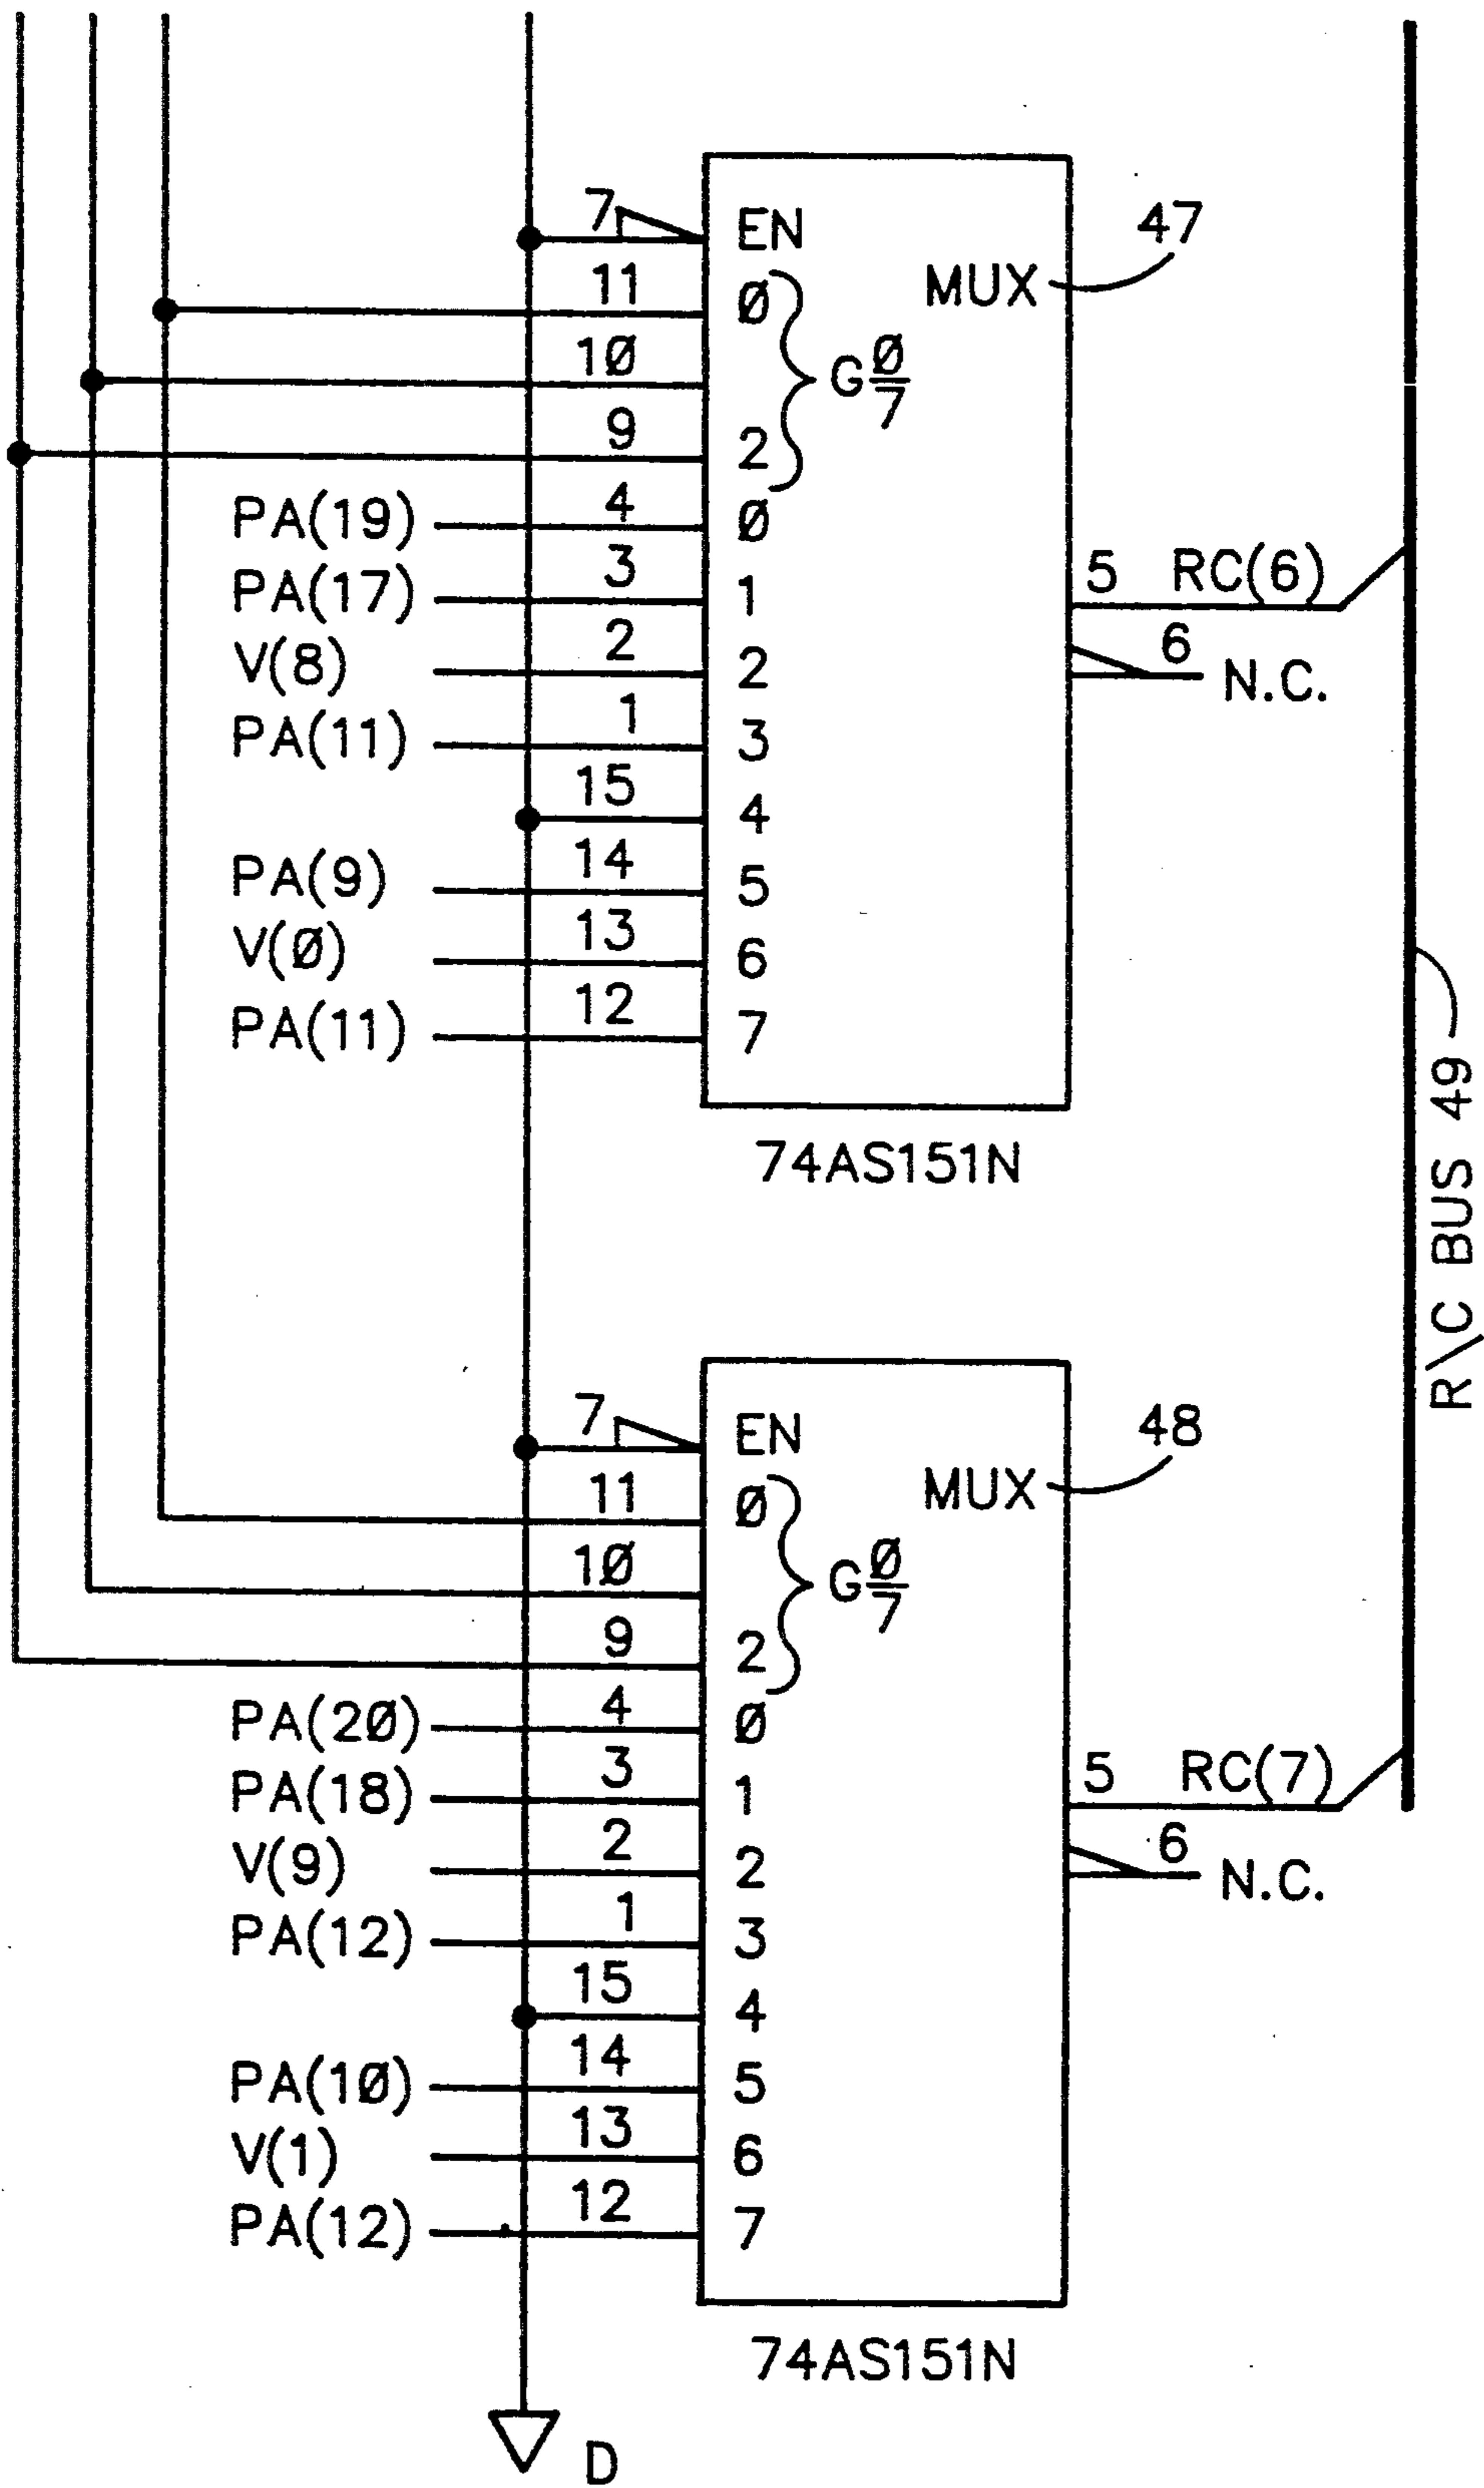 7 EN
47
MUX
11 Ø
10
G Ø/7
9 2
PA(19) 4 Ø
PA(17) 3 1
5 RC(6)
V(8) 2 2
6 N.C.
PA(11) 1 3
15 4
PA(9) 14 5
V(Ø) 13 6
PA(11) 12 7
74AS151N
R\C BUS 49
7 EN
48
MUX
11 Ø
1Ø
G Ø/7
9 2
PA(2Ø) 4 Ø
PA(18) 3 1
5 RC(7)
V(9) 2 2
6 N.C.
PA(12) 1 3
15 4
PA(1Ø) 14 5
V(1) 13 6
PA(12) 12 7
74AS151N
D